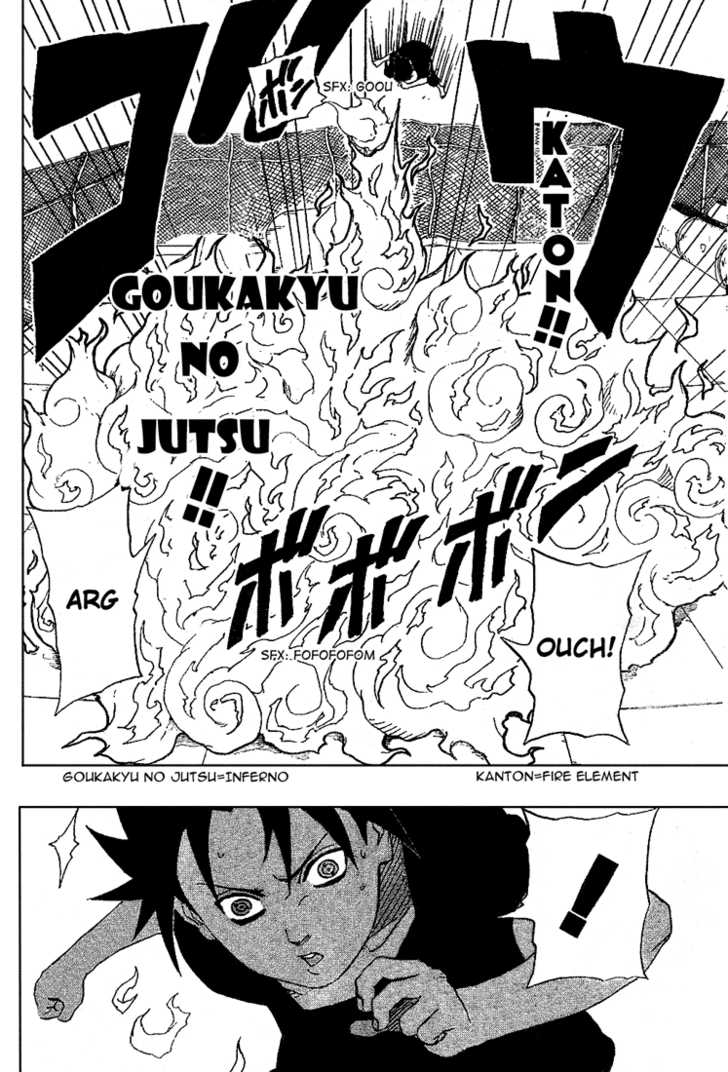 ゴウ
ボン
SFX: GOOU
KATON!!
GOUKAKYU
NO
JUTSU
!!
ボボボン
SFX: FOFOFOFOM
OUCH!
ARG
GOUKAKYU NO JUTSU=INFERNO
KANTON=FIRE ELEMENT
!